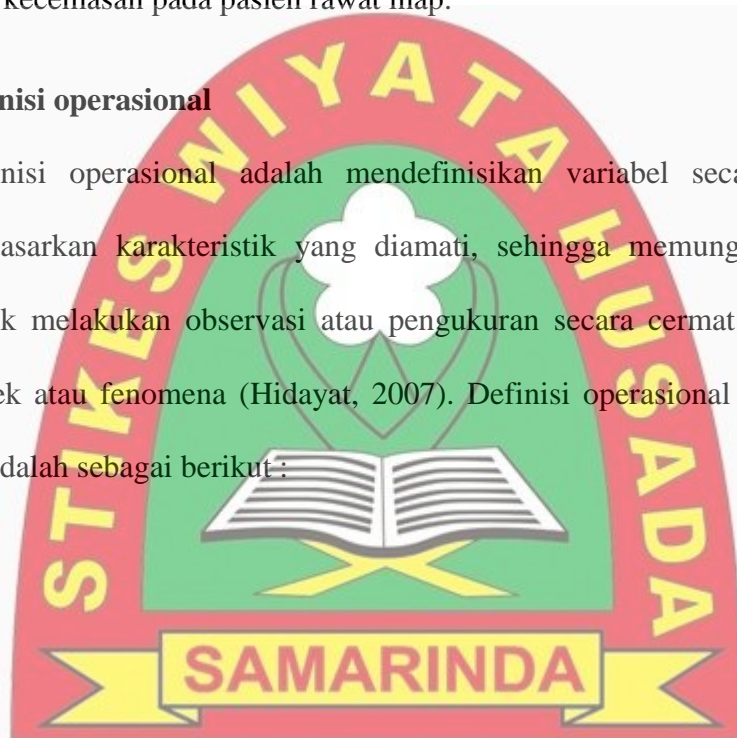 kecemasan pada pasien rawat inap.
nisi operasional
nisi operasional adalah mendefinisikan variabel seca
asarkan karakteristik yang diamati, sehingga memung
k melakukan observasi atau pengukuran secara cermat
ek atau fenomena (Hidayat, 2007). Definisi operasional
dalah sebagai berikut :
STIKES WIYATA HUSADA
SAMARINDA